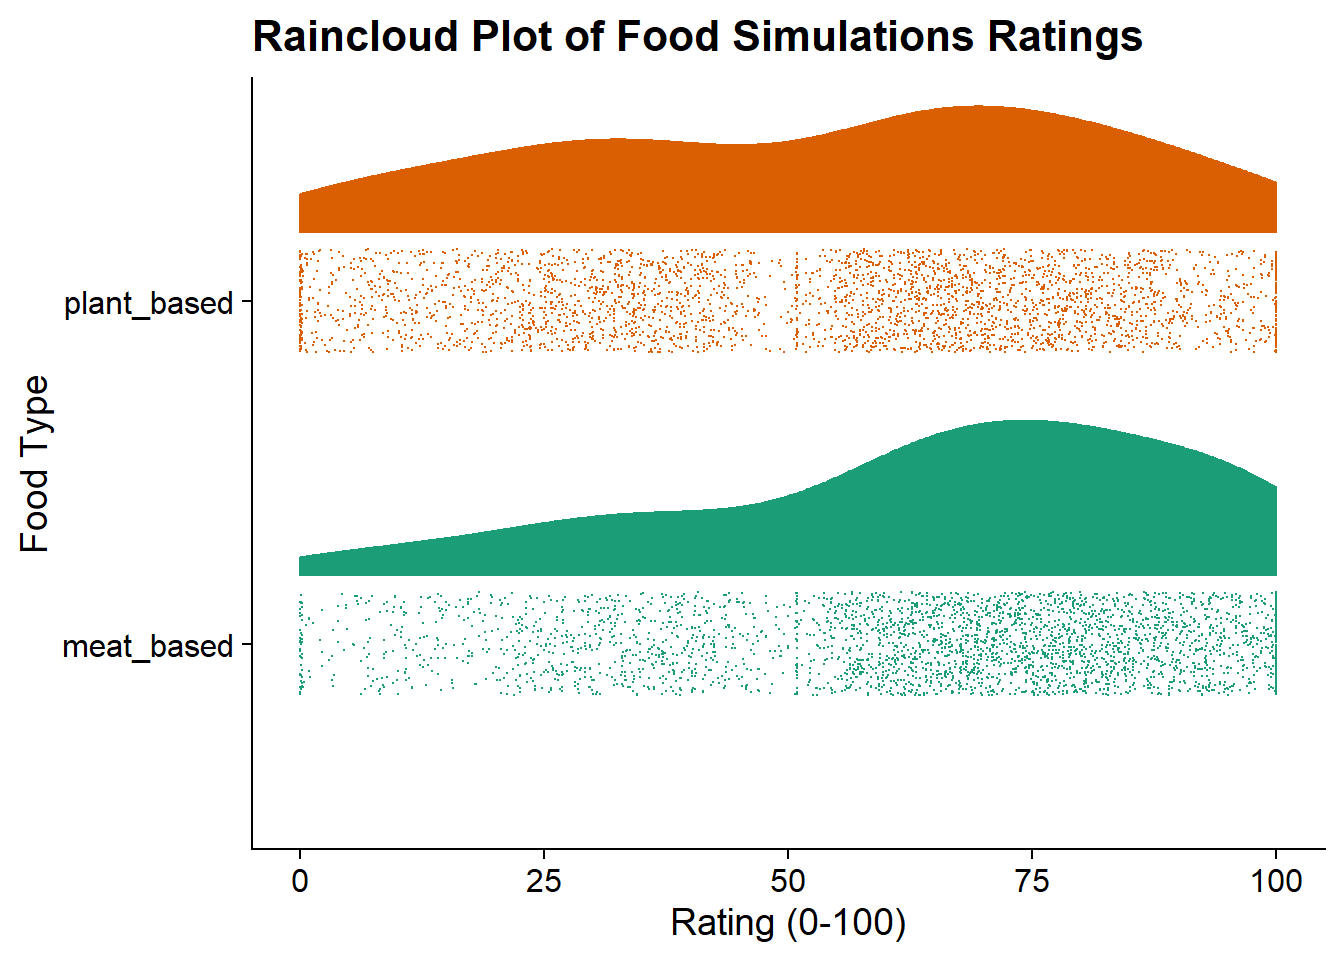 Raincloud Plot of Food Simulations Ratings
plant_based
Food Type
meat_based
0 25 50 75 100
Rating (0-100)